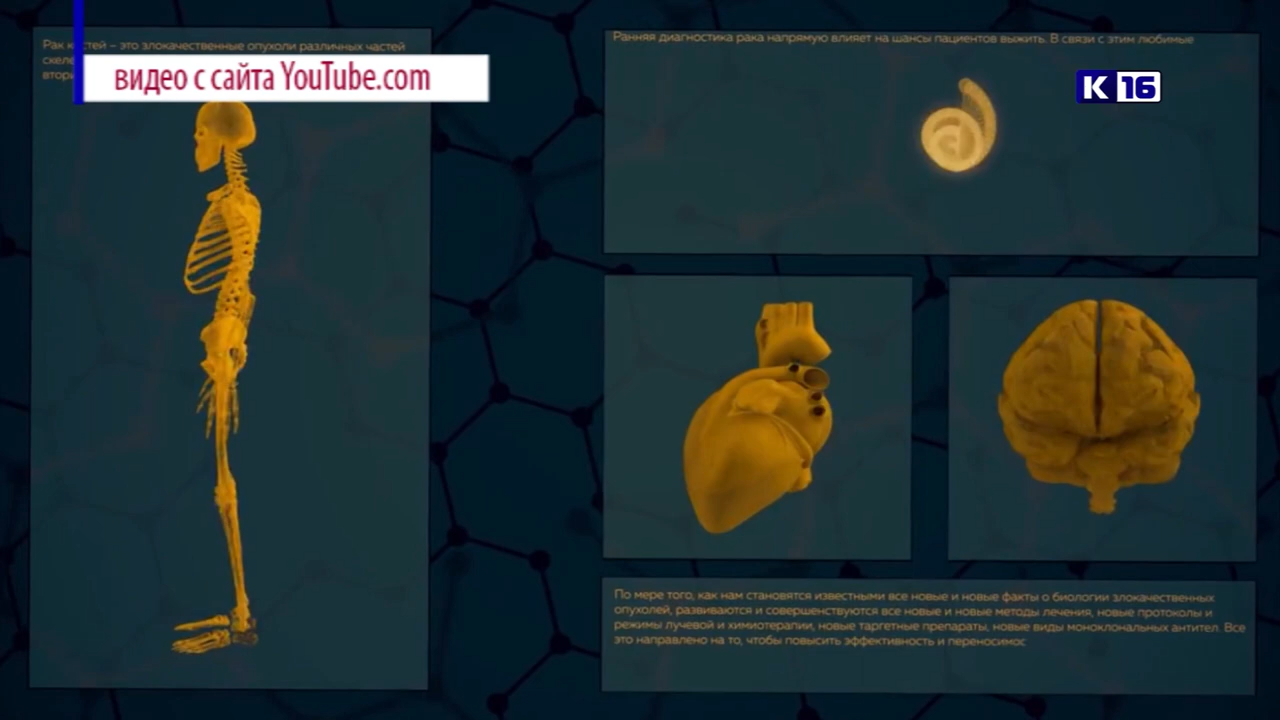 Рак костей – это злокачественные опухоли различных частей
видео с сайта YouTube.com
Ранняя диагностика рака напрямую влияет на шансы пациентов выжить. В связи с этим любимые
К 16
По мере того, как нам становятся известными все новые и новые факты о биологии злокачественных
опухолей, развиваются и совершенствуются все новые и новые методы лечения, новые протоколы и
режимы лучевой и химиотерапии, новые таргетные препараты, новые виды моноклональных антител. Все
это направлено на то, чтобы повысить эффективность и переносимос